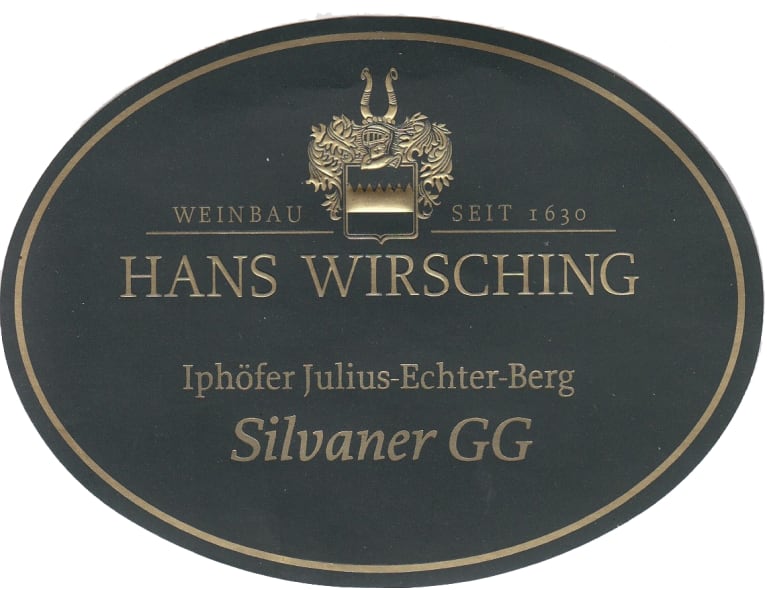 WEINBAU SEIT 1630
HANS WIRSCHING
Iphöfer Julius-Echter-Berg
Silvaner GG